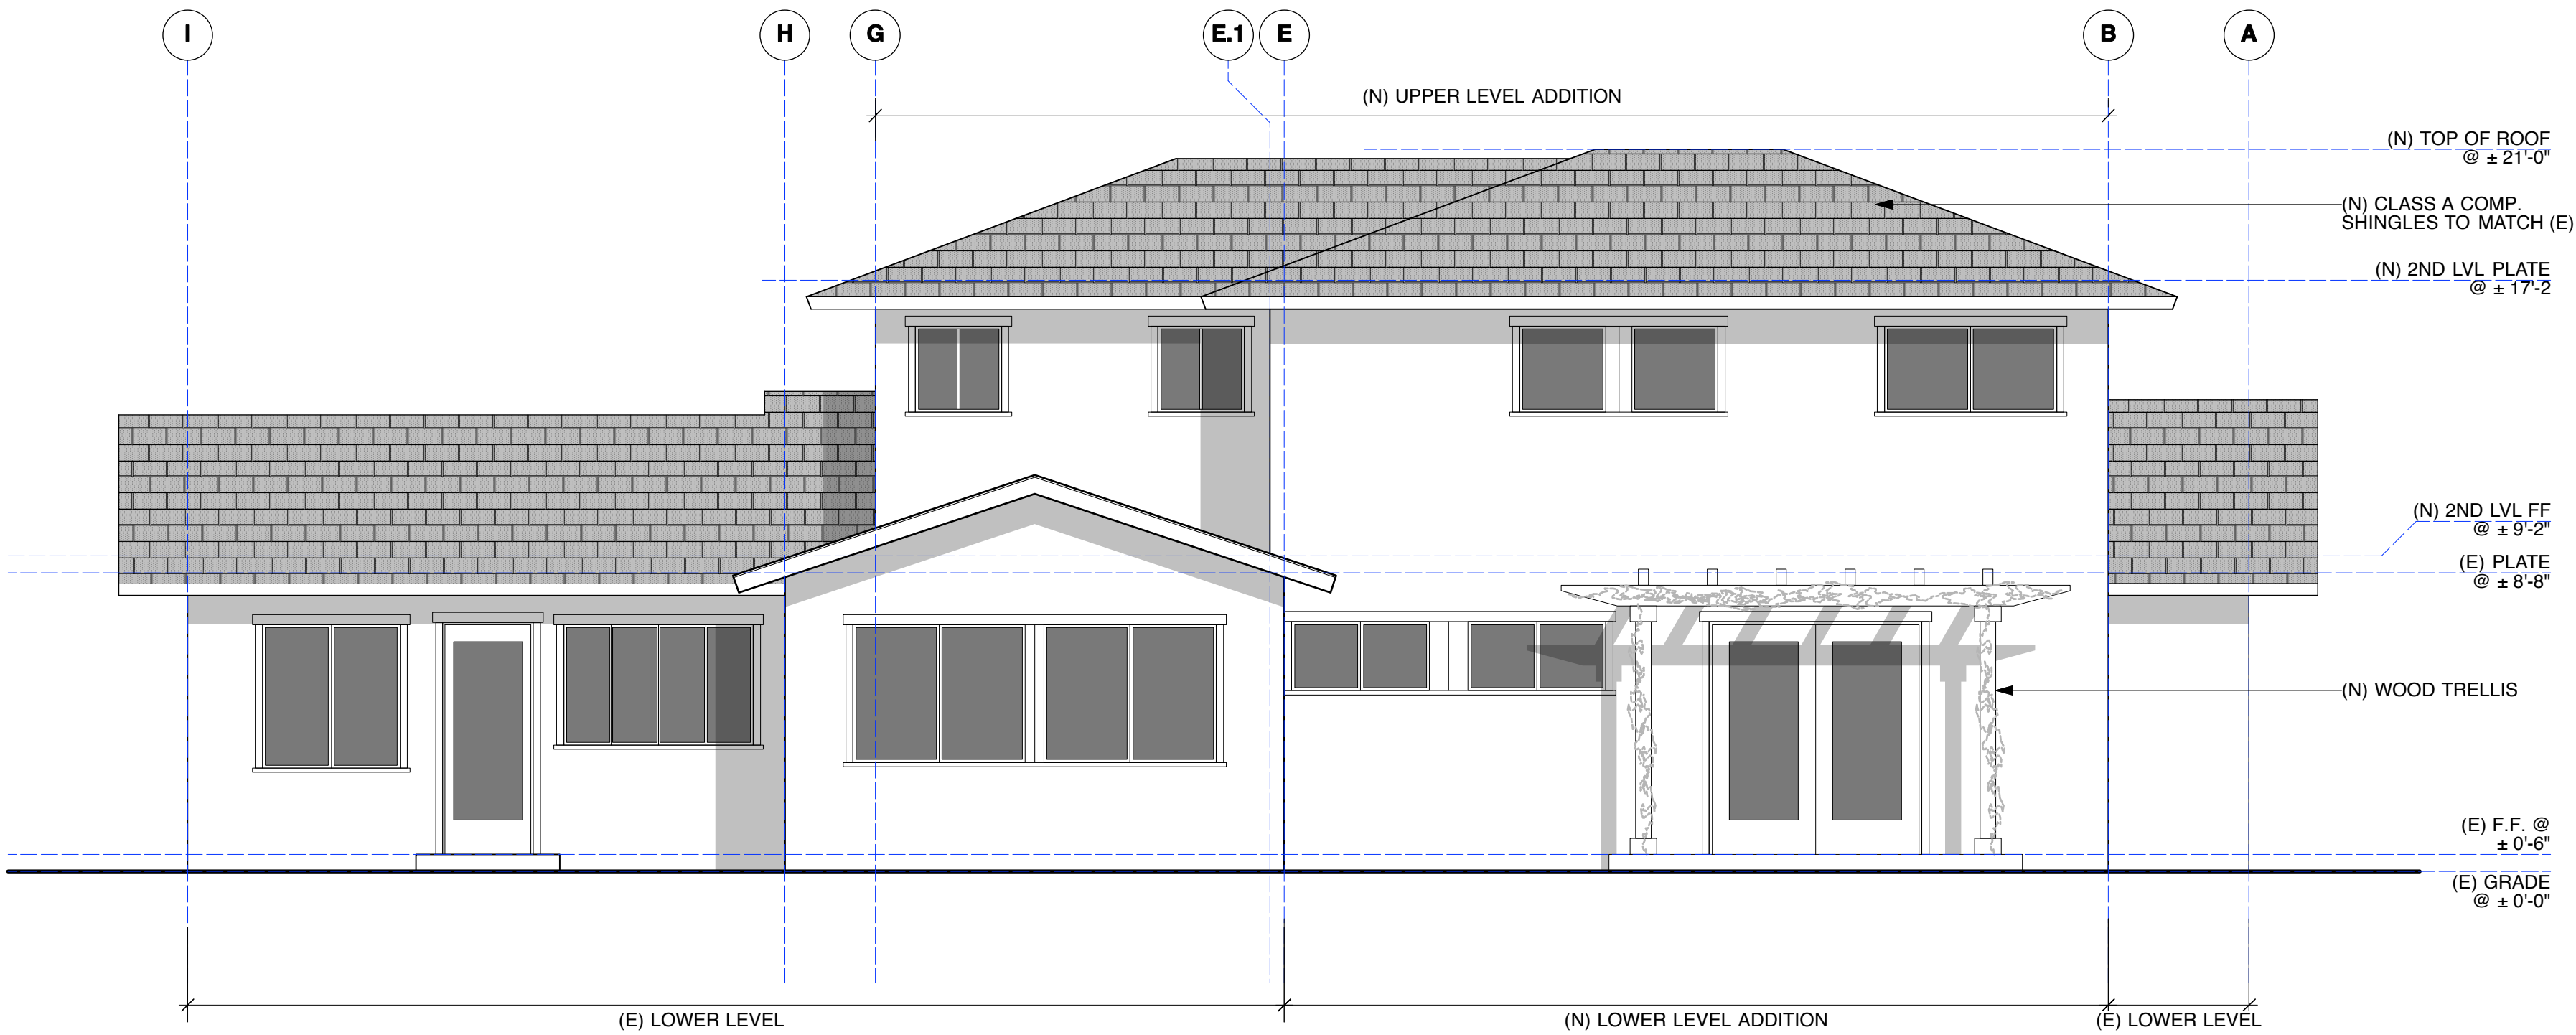 I
H
G
E.1
E
B
A
(N) UPPER LEVEL ADDITION
(N) TOP OF ROOF
@ ± 21'-0"
(N) CLASS A COMP.
SHINGLES TO MATCH (E)
(N) 2ND LVL PLATE
@ ± 17'-2
(N) 2ND LVL FF
@ ± 9'-2"
(E) PLATE
@ ± 8'-8"
(N) WOOD TRELLIS
(E) F.F. @
± 0'-6"
(E) GRADE
@ ± 0'-0"
(E) LOWER LEVEL
(N) LOWER LEVEL ADDITION
(E) LOWER LEVEL